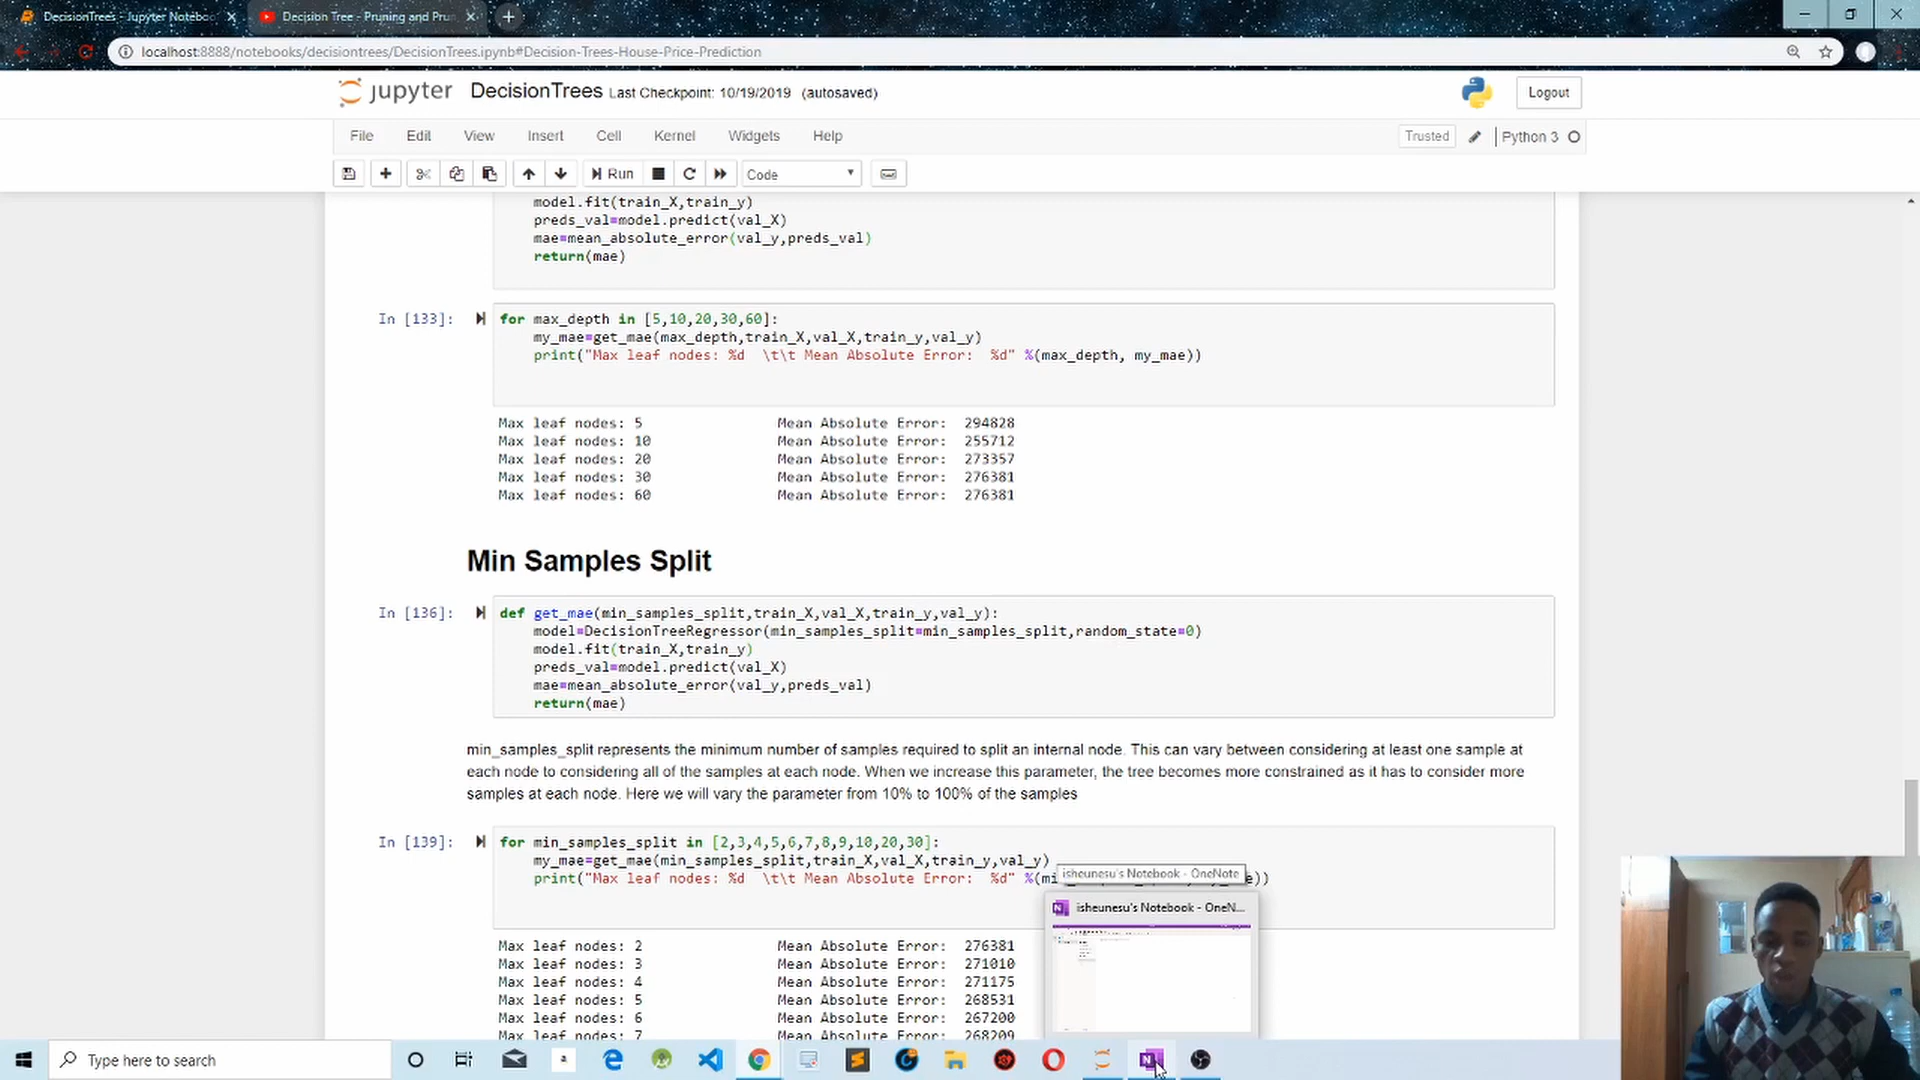 DecisionTrees - Jupyter Noteboo
Decision Tree - Pruning and Prun
localhost:8888/notebooks/decisiontrees/DecisionTrees.ipynb#Decision-Trees-House-Price-Prediction
jupyter DecisionTrees Last Checkpoint: 10/19/2019 (autosaved)
Logout
File Edit View Insert Cell Kernel Widgets Help
Trusted Python 3
Run Code
model.fit(train_X,train_y)
preds_val=model.predict(val_X)
mae=mean_absolute_error(val_y,preds_val)
return(mae)
In [133]: for max_depth in [5,10,20,30,60]:
my_mae=get_mae(max_depth,train_X,val_X,train_y,val_y)
print("Max leaf nodes: %d \t\t Mean Absolute Error: %d" %(max_depth, my_mae))
Max leaf nodes: 5 Mean Absolute Error: 294828
Max leaf nodes: 10 Mean Absolute Error: 255712
Max leaf nodes: 20 Mean Absolute Error: 273357
Max leaf nodes: 30 Mean Absolute Error: 276381
Max leaf nodes: 60 Mean Absolute Error: 276381
Min Samples Split
In [136]: def get_mae(min_samples_split,train_X,val_X,train_y,val_y):
model=DecisionTreeRegressor(min_samples_split=min_samples_split,random_state=0)
model.fit(train_X,train_y)
preds_val=model.predict(val_X)
mae=mean_absolute_error(val_y,preds_val)
return(mae)
min_samples_split represents the minimum number of samples required to split an internal node. This can vary between considering at least one sample at
each node to considering all of the samples at each node. When we increase this parameter, the tree becomes more constrained as it has to consider more
samples at each node. Here we will vary the parameter from 10% to 100% of the samples
In [139]: for min_samples_split in [2,3,4,5,6,7,8,9,10,20,30]:
my_mae=get_mae(min_samples_split,train_X,val_X,train_y,val_y)
isheunesu's Notebook - OneNote
print("Max leaf nodes: %d \t\t Mean Absolute Error: %d" %(mi e))
isheunesu's Notebook - OneN...
Max leaf nodes: 2 Mean Absolute Error: 276381
Max leaf nodes: 3 Mean Absolute Error: 271010
Max leaf nodes: 4 Mean Absolute Error: 271175
Max leaf nodes: 5 Mean Absolute Error: 268531
Max leaf nodes: 6 Mean Absolute Error: 267200
Max leaf nodes: 7 Mean Absolute Error: 268209
Type here to search